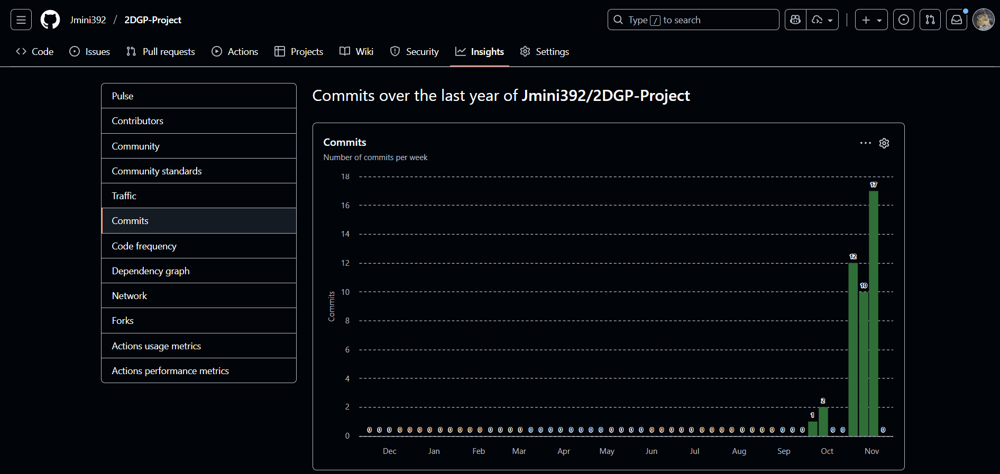 Jmini392 / 2DGP-Project
Type / to search
Code Issues Pull requests Actions Projects Wiki Security Insights Settings
Pulse
Contributors
Community
Community standards
Traffic
Commits
Code frequency
Dependency graph
Network
Forks
Actions usage metrics
Actions performance metrics
Commits over the last year of Jmini392/2DGP-Project
Commits
Number of commits per week
Commits
18
16
14
12
10
8
6
4
2
0
0 0 0 0 0 0 0 0 0 0 0 0 0 0 0 0 0 0 0 0 0 0 0 0 0 0 0 0 0 0 0 0 0 0 0 0 0 0 0 0 0 0 0 0 1 2 0 0 12 10 17 0
Dec Jan Feb Mar Apr May Jun Jul Aug Sep Oct Nov